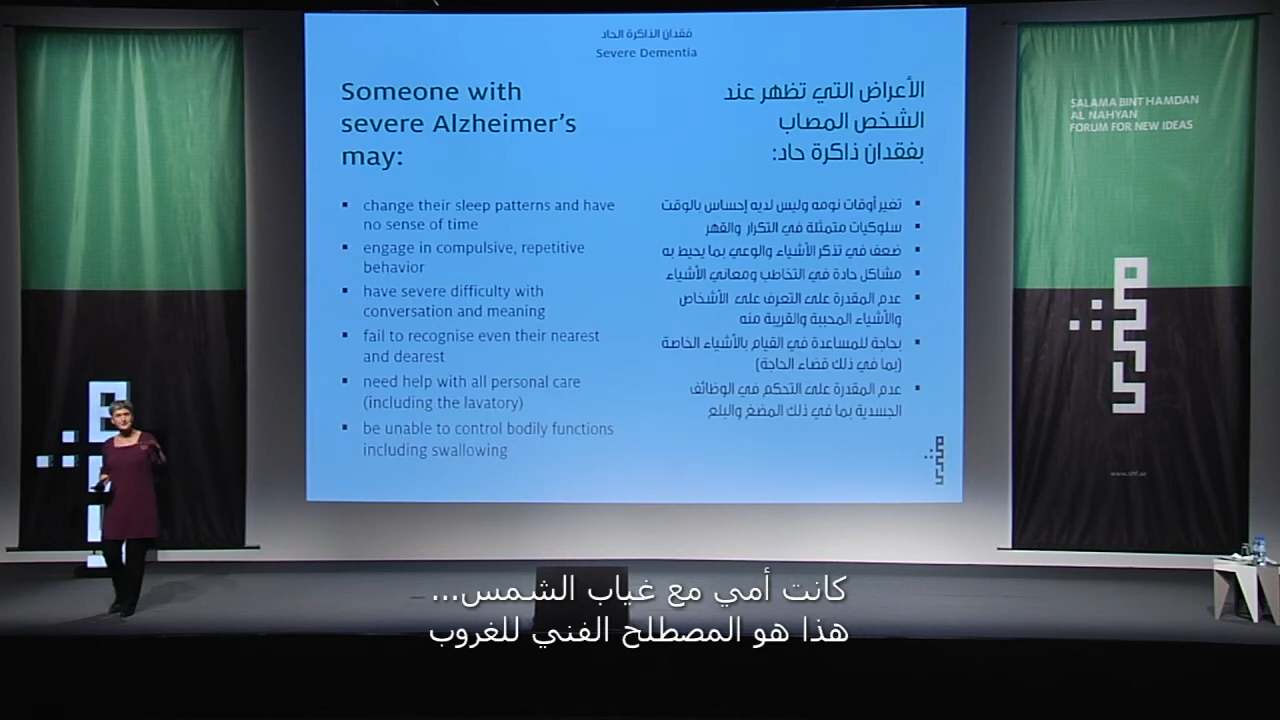 فقدان الذاكرة الحاد
Severe Dementia
Someone with
severe Alzheimer's
may:
▪ change their sleep patterns and have
no sense of time
▪ engage in compulsive, repetitive
behavior
▪ have severe difficulty with
conversation and meaning
▪ fail to recognise even their nearest
and dearest
▪ need help with all personal care
(including the lavatory)
▪ be unable to control bodily functions
including swallowing
الأعراض التي تظهر عند
الشخص المصاب
بفقدان ذاكرة حاد:
▪ تغير أوقات نومه وليس لديه إحساس بالوقت
▪ سلوكيات متمثلة في التكرار والقهر
▪ ضعف في تذكر الأشياء والوعي بما يحيط به
▪ مشاكل حادة في التخاطب ومعاني الأشياء
▪ عدم المقدرة على التعرف على الأشخاص
والأشياء المحببة والقريبة منه
▪ بحاجة للمساعدة في القيام بالأشياء الخاصة
(بما في ذلك قضاء الحاجة)
▪ عدم المقدرة على التحكم في الوظائف
الجسدية بما في ذلك المضغ والبلع
SALAMA BINT HAMDAN
AL NAHYAN
FORUM FOR NEW IDEAS
كانت أمي مع غياب الشمس...
هذا هو المصطلح الفني للغروب